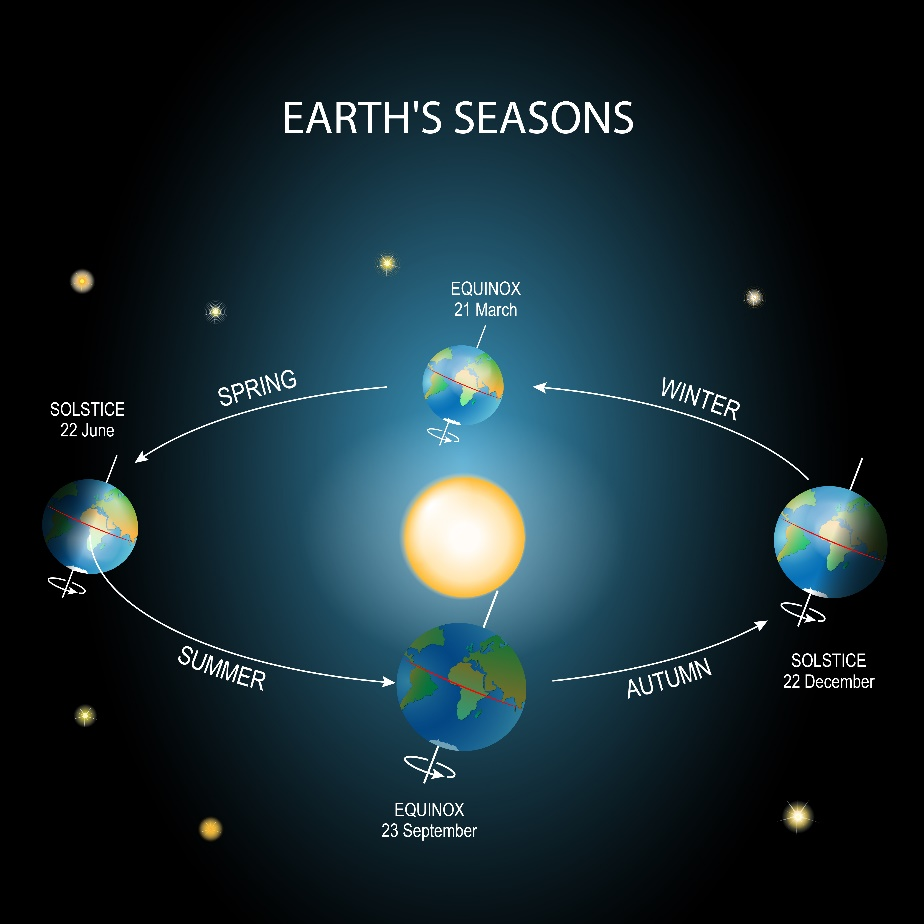 EARTH'S SEASONS
EQUINOX
21 March
SPRING
WINTER
SOLSTICE
22 June
SUMMER
AUTUMN
SOLSTICE
22 December
EQUINOX
23 September